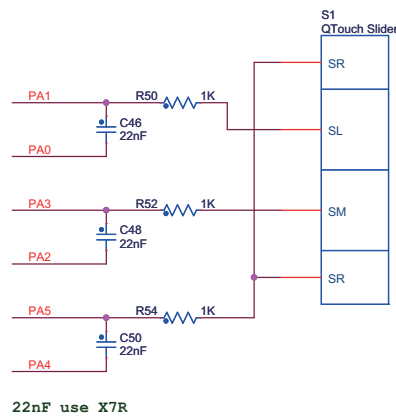 S1
QTouch Slider
SR
PA1
R50
1K
C46
22nF
SL
PA0
PA3
R52
1K
SM
C48
22nF
PA2
SR
PA5
R54
1K
C50
22nF
PA4
22nF use X7R